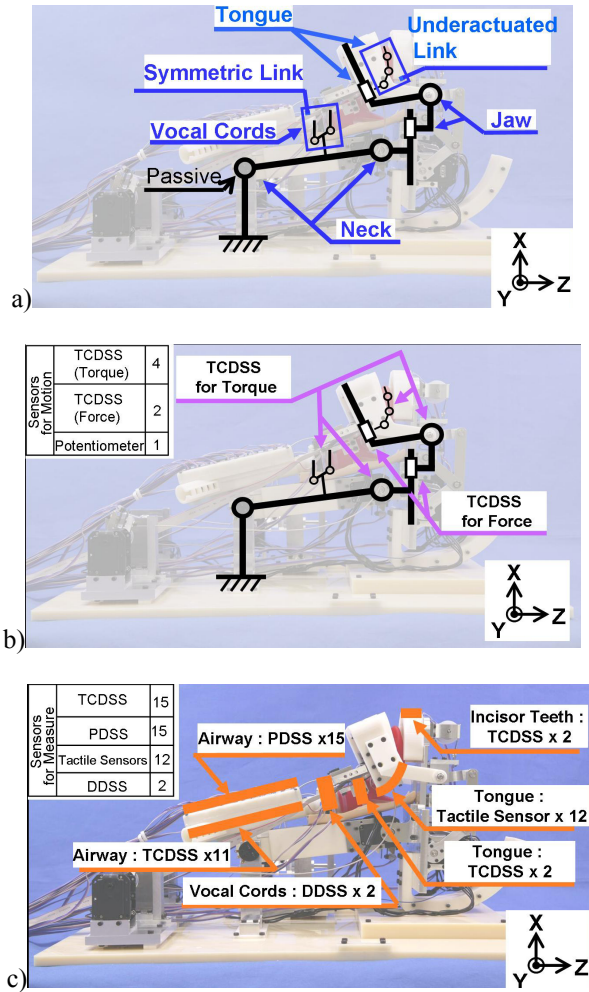 Tongue
Underactuated
Link
Symmetric Link
Vocal Cords
Jaw
Passive
Neck
X
Y
Z
a)
Sensors
for Motion
TCDSS
(Torque)
4
TCDSS
(Force)
2
Potentiometer
1
TCDSS
for Torque
TCDSS
for Force
X
Y
Z
b)
Sensors
for Measure
TCDSS
15
PDSS
15
Tactile Sensors
12
DDSS
2
Incisor Teeth :
TCDSS x 2
Airway : PDSS x15
Tongue :
Tactile Sensor x 12
Airway : TCDSS x11
Tongue :
TCDSS x 2
Vocal Cords : DDSS x 2
X
Y
Z
c)